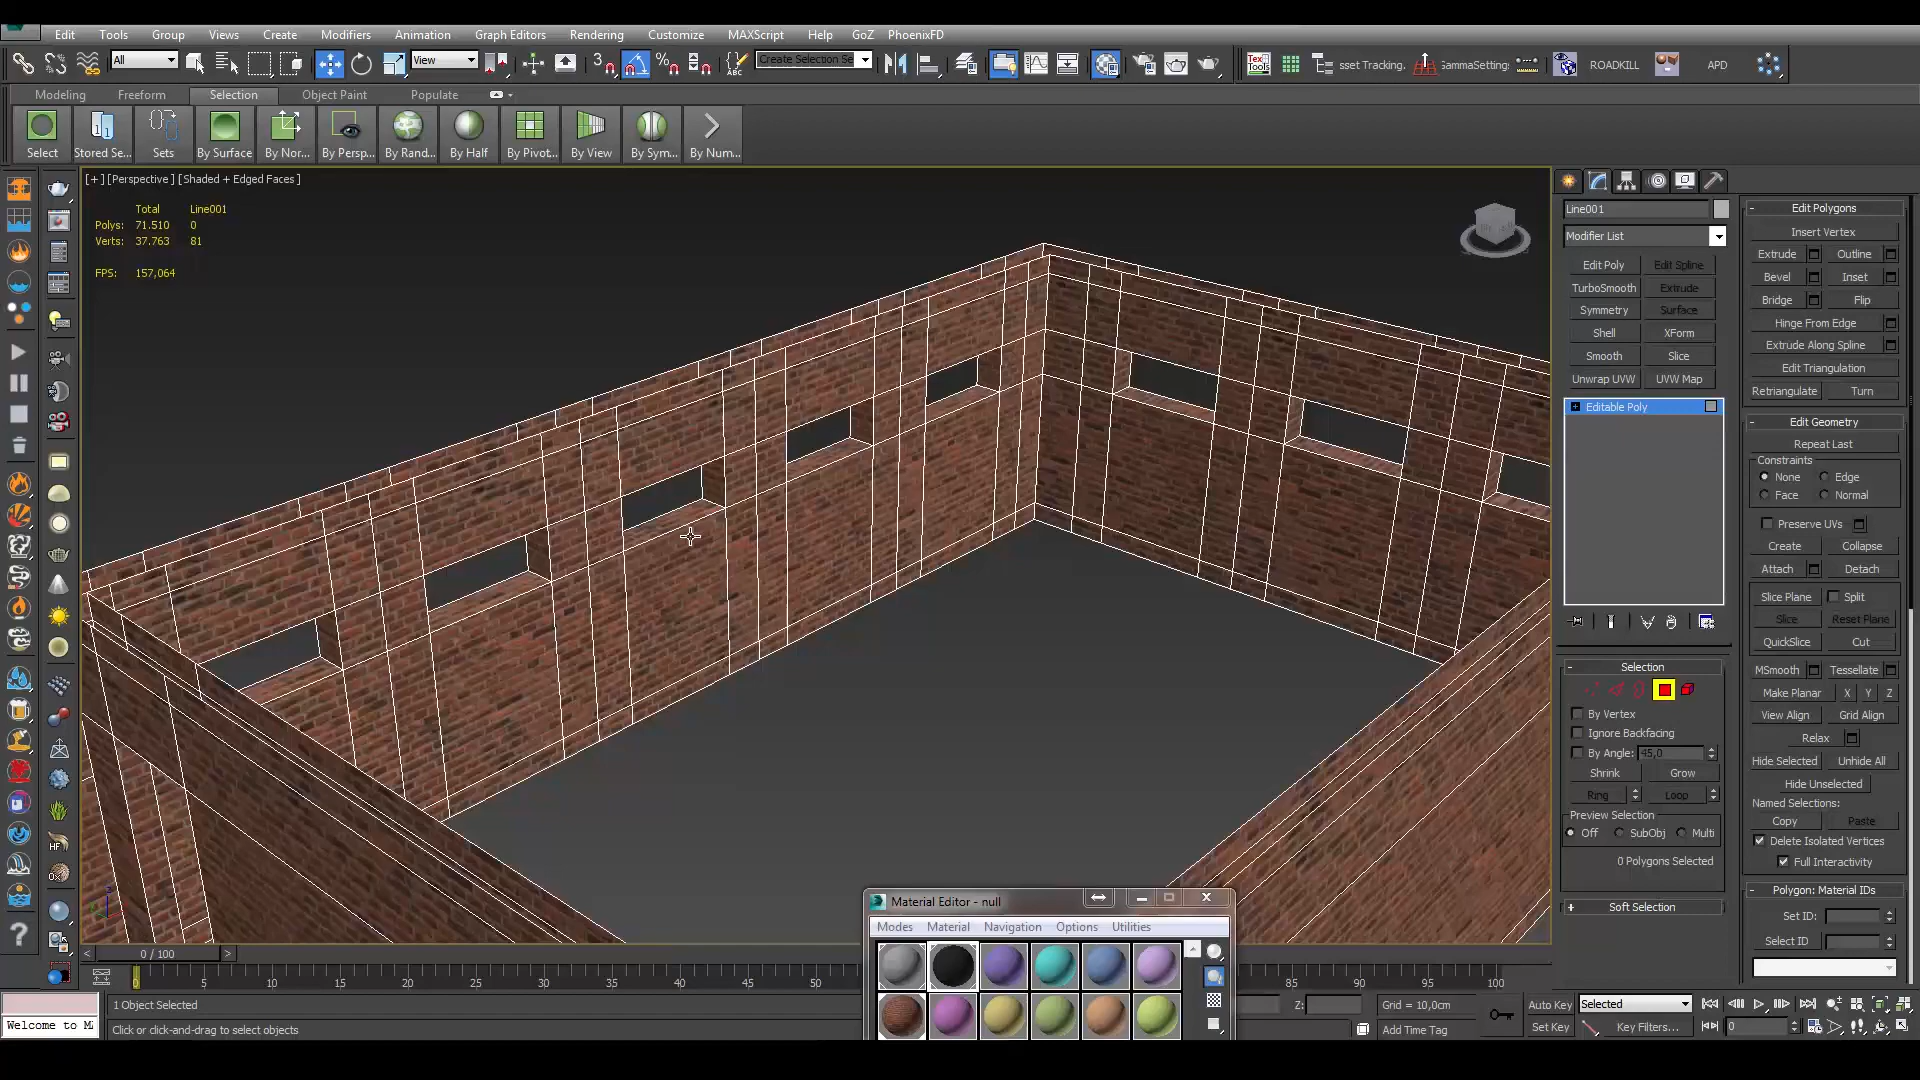 Edit Tools Group Views Create Modifiers Animation Graph Editors Rendering Customize MAXScript Help GoZ PhoenixFD
All View 3 Create Selection Se Tex Tools sset Tracking. GammaSetting: ROADKILL APD
Modeling Freeform Selection Object Paint Populate
Select Stored Se... Sets By Surface By Nor... By Persp... By Rand... By Half By Pivot... By View By Sym... By Num...
[+] [Perspective ] [Shaded + Edged Faces ]
Total Line001
Polys: 71.510 0
Verts: 37.763 81
FPS: 157,064
Line001
Modifier List
Edit Poly Edit Spline
TurboSmooth Extrude
Symmetry Surface
Shell XForm
Smooth Slice
Unwrap UVW UVW Map
Editable Poly
Selection
By Vertex
Ignore Backfacing
By Angle: 45,0
Shrink Grow
Ring Loop
Preview Selection
Off SubObj Multi
0 Polygons Selected
Soft Selection
Edit Polygons
Insert Vertex
Extrude Outline
Bevel Inset
Bridge Flip
Hinge From Edge
Extrude Along Spline
Edit Triangulation
Retriangulate Turn
Edit Geometry
Repeat Last
Constraints
None Edge
Face Normal
Preserve UVs
Create Collapse
Attach Detach
Slice Plane Split
Slice Reset Plane
QuickSlice Cut
MSmooth Tessellate
Make Planar X Y Z
View Align Grid Align
Relax
Hide Selected Unhide All
Hide Unselected
Named Selections:
Copy Paste
Delete Isolated Vertices
Full Interactivity
Polygon: Material IDs
Set ID:
Select ID
HF
Material Editor - null
Modes Material Navigation Options Utilities
< 0 / 100 >
0 5 10 15 20 25 30 35 40 45 50 85 90 95 100
1 Object Selected
Z: Grid = 10,0cm
Auto Key Selected
Welcome to
Click or click-and-drag to select objects
Add Time Tag
Set Key Key Filters... 0